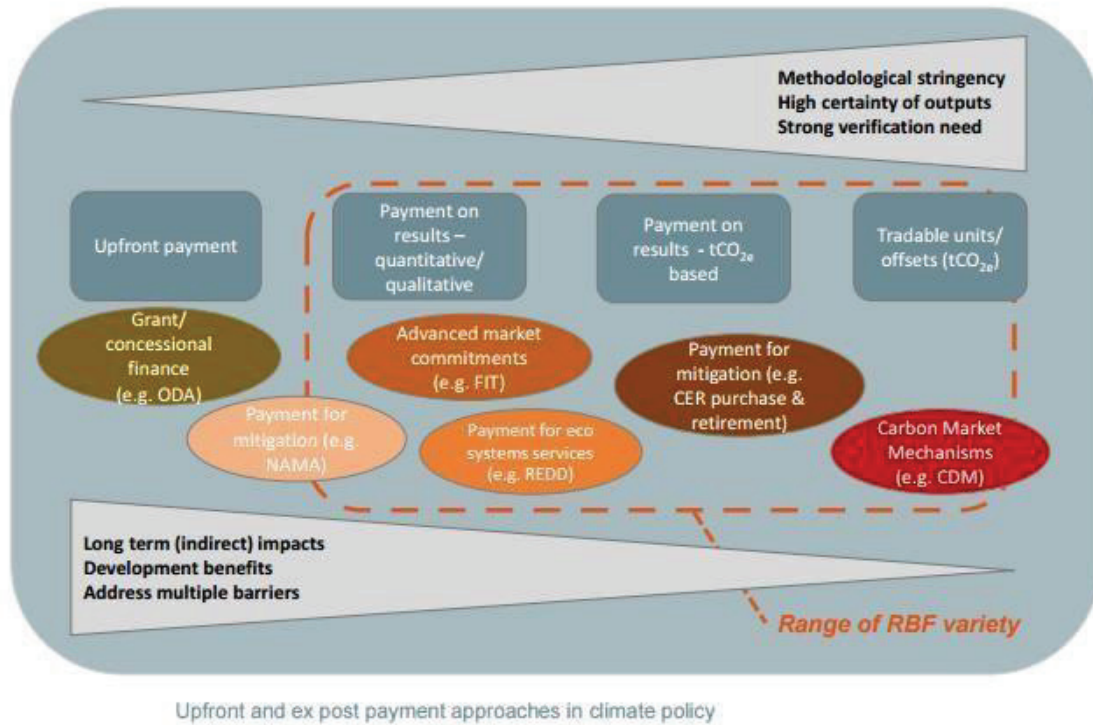 Methodological stringency
High certainty of outputs
Strong verification need
Upfront payment
Payment on
results –
quantitative/
qualitative
Payment on
results - tCO2e
based
Tradable units/
offsets (tCO2e)
Grant/
concessional
finance
(e.g. ODA)
Advanced market
commitments
(e.g. FIT)
Payment for
mitigation (e.g.
CER purchase &
retirement)
Payment for
mitigation (e.g.
NAMA)
Payment for eco
systems services
(e.g. REDD)
Carbon Market
Mechanisms
(e.g. CDM)
Long term (indirect) impacts
Development benefits
Address multiple barriers
Range of RBF variety
Upfront and ex post payment approaches in climate policy